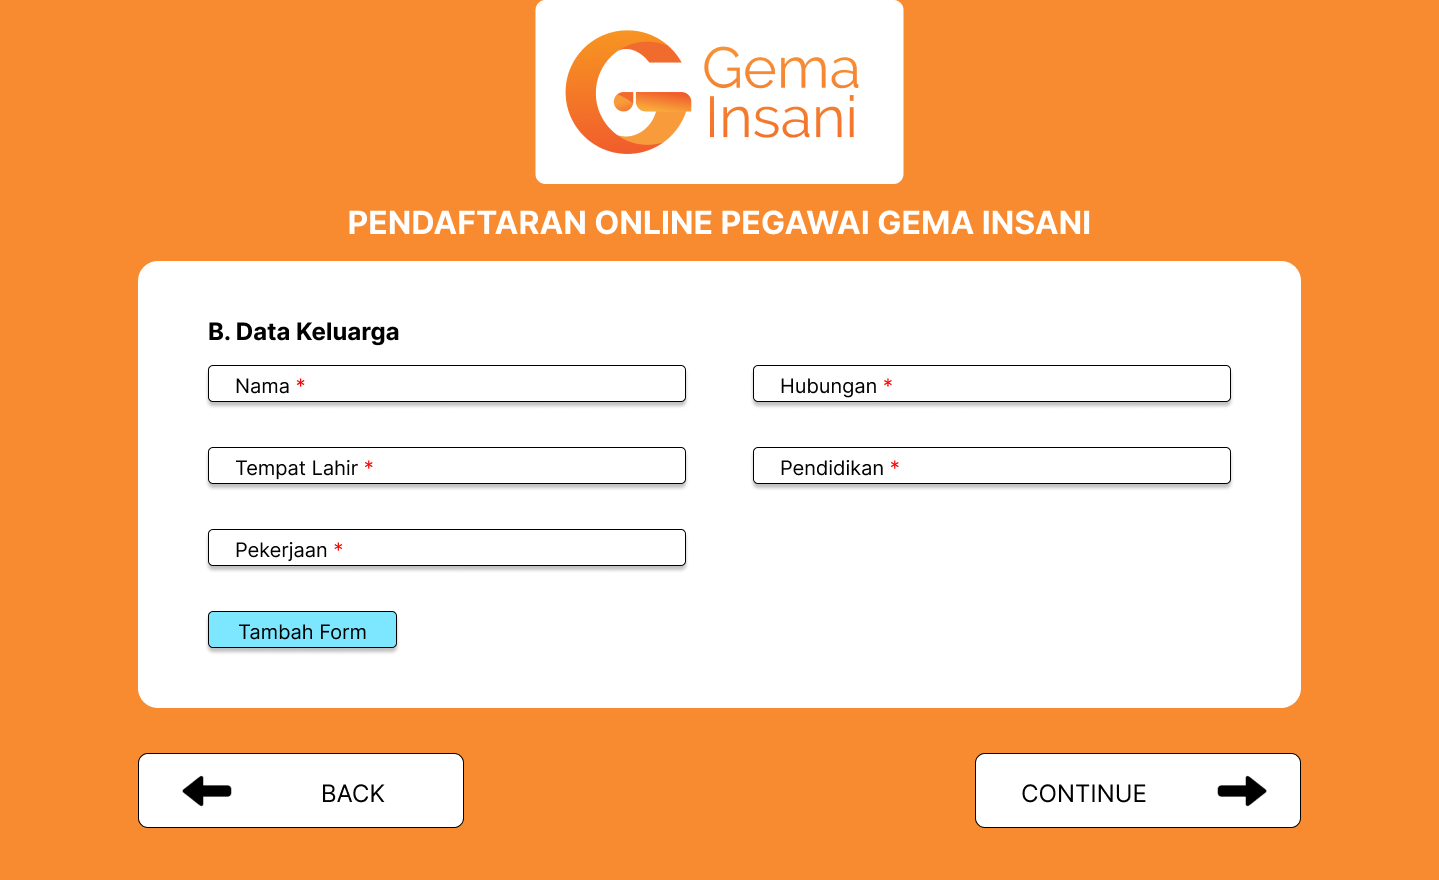 Gema
Insani
PENDAFTARAN ONLINE PEGAWAI GEMA INSANI
B. Data Keluarga
Nama *
Hubungan *
Tempat Lahir *
Pendidikan *
Pekerjaan *
Tambah Form
BACK
CONTINUE